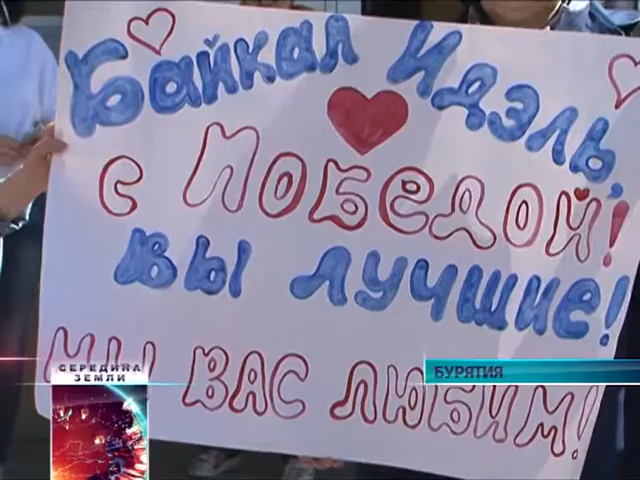 Байкал Идэль,
с Победой!
вы лучшие!
мы вас любим!
СЕРЕДИНА
ЗЕМЛИ
БУРЯТИЯ